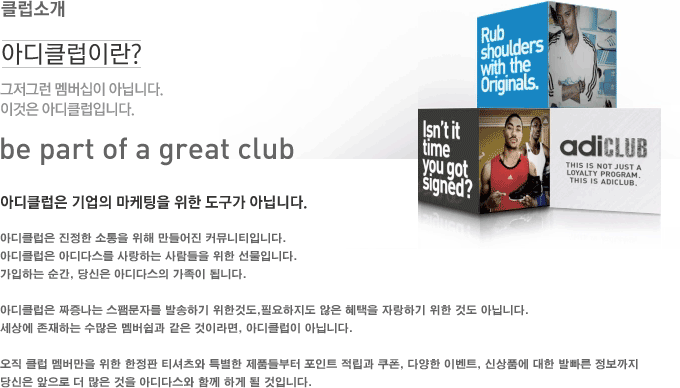 클럽소개
아디클럽이란?
그저그런 멤버십이 아닙니다.
이것은 아디클럽입니다.
be part of a great club
Rub
shoulders
with the
Originals.
Isn't it
time
you got
signed?
adiCLUB
THIS IS NOT JUST A
LOYALTY PROGRAM.
THIS IS ADICLUB.
아디클럽은 기업의 마케팅을 위한 도구가 아닙니다.
아디클럽은 진정한 소통을 위해 만들어진 커뮤니티입니다.
아디클럽은 아디다스를 사랑하는 사람들을 위한 선물입니다.
가입하는 순간, 당신은 아디다스의 가족이 됩니다.
아디클럽은 짜증나는 스팸문자를 발송하기 위한것도,필요하지도 않은 혜택을 자랑하기 위한 것도 아닙니다.
세상에 존재하는 수많은 멤버쉽과 같은 것이라면, 아디클럽이 아닙니다.
오직 클럽 멤버만을 위한 한정판 티셔츠와 특별한 제품들부터 포인트 적립과 쿠폰, 다양한 이벤트, 신상품에 대한 발빠른 정보까지
당신은 앞으로 더 많은 것을 아디다스와 함께 하게 될 것입니다.